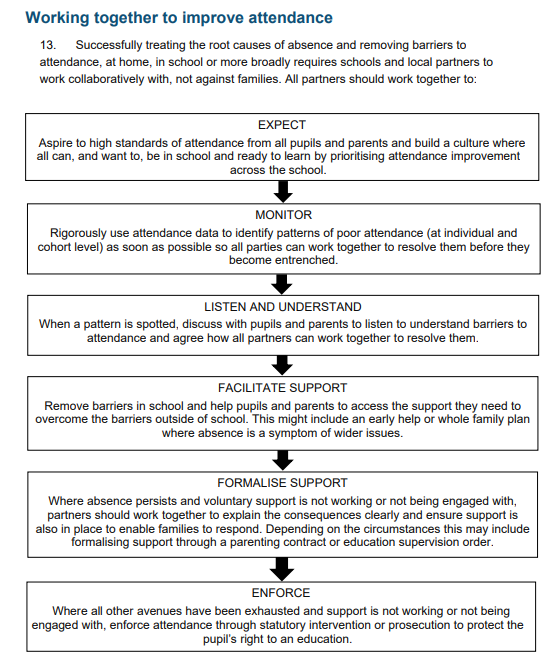 Working together to improve attendance
13. Successfully treating the root causes of absence and removing barriers to
attendance, at home, in school or more broadly requires schools and local partners to
work collaboratively with, not against families. All partners should work together to:
EXPECT
Aspire to high standards of attendance from all pupils and parents and build a culture where
all can, and want to, be in school and ready to learn by prioritising attendance improvement
across the school.
MONITOR
Rigorously use attendance data to identify patterns of poor attendance (at individual and
cohort level) as soon as possible so all parties can work together to resolve them before they
become entrenched.
LISTEN AND UNDERSTAND
When a pattern is spotted, discuss with pupils and parents to listen to understand barriers to
attendance and agree how all partners can work together to resolve them.
FACILITATE SUPPORT
Remove barriers in school and help pupils and parents to access the support they need to
overcome the barriers outside of school. This might include an early help or whole family plan
where absence is a symptom of wider issues.
FORMALISE SUPPORT
Where absence persists and voluntary support is not working or not being engaged with,
partners should work together to explain the consequences clearly and ensure support is
also in place to enable families to respond. Depending on the circumstances this may include
formalising support through a parenting contract or education supervision order.
ENFORCE
Where all other avenues have been exhausted and support is not working or not being
engaged with, enforce attendance through statutory intervention or prosecution to protect the
pupil's right to an education.